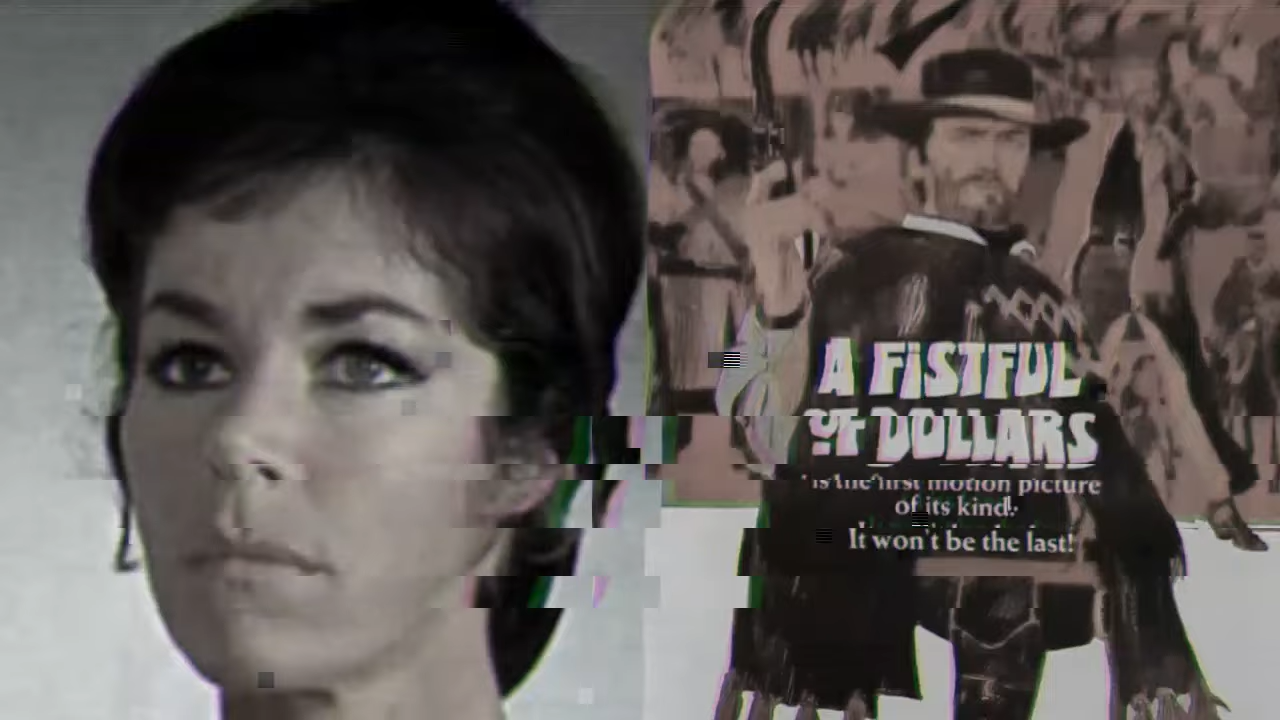 A FiSTFUL
OF DOLLARS
is the first motion picture
of its kind.
It won't be the last!